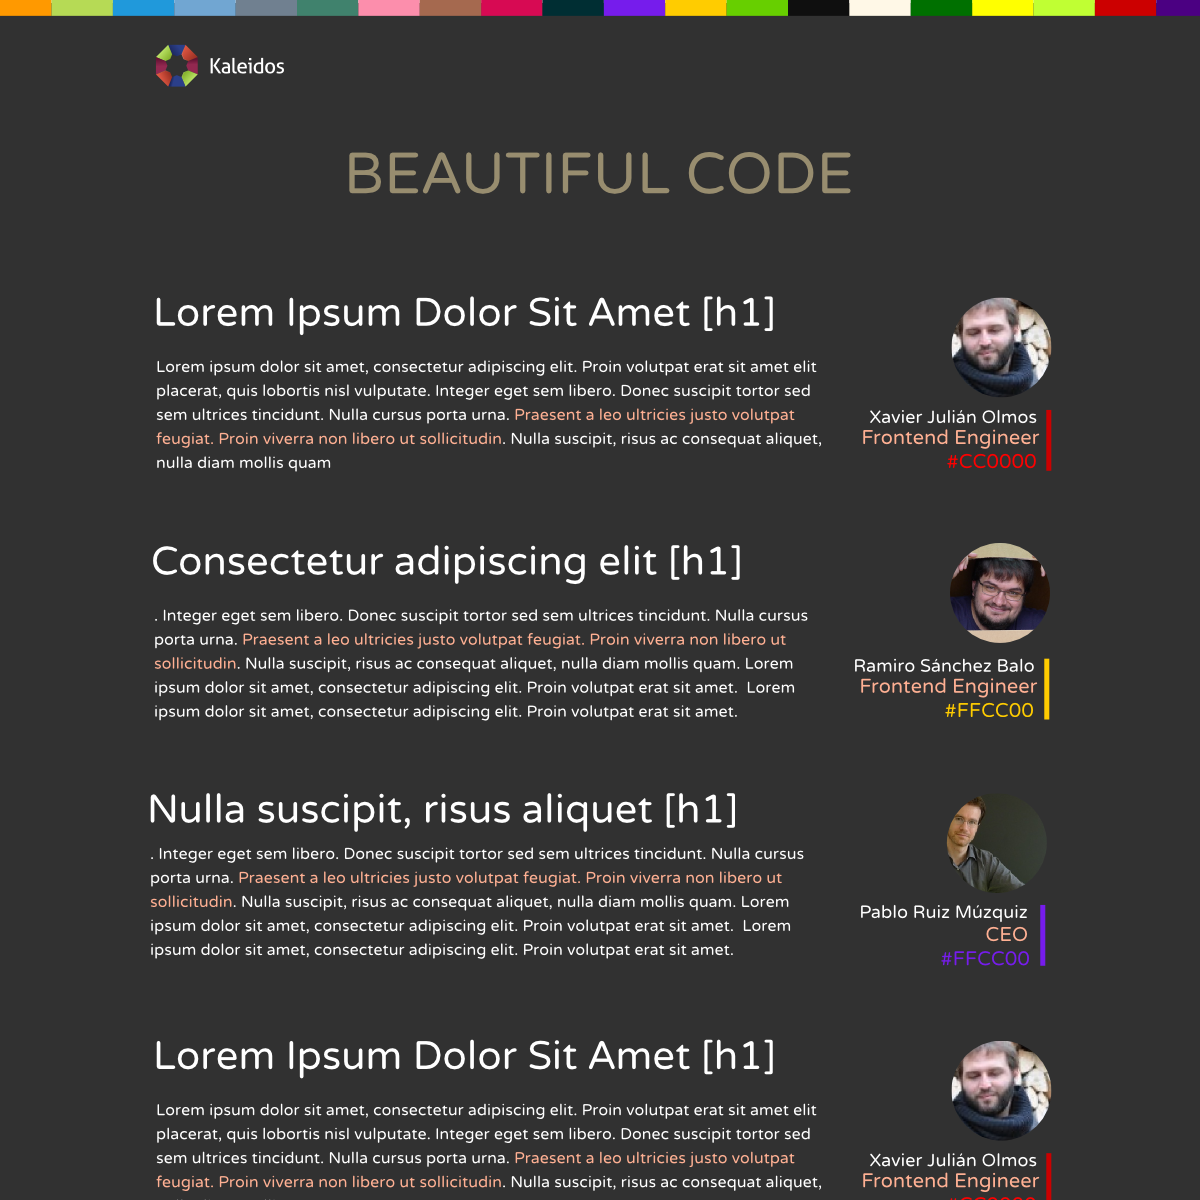 Kaleidos
BEAUTIFUL CODE
Lorem Ipsum Dolor Sit Amet [h1]
Lorem ipsum dolor sit amet, consectetur adipiscing elit. Proin volutpat erat sit amet elit
placerat, quis lobortis nisl vulputate. Integer eget sem libero. Donec suscipit tortor sed
sem ultrices tincidunt. Nulla cursus porta urna. Praesent a leo ultricies justo volutpat
feugiat. Proin viverra non libero ut sollicitudin. Nulla suscipit, risus ac consequat aliquet,
nulla diam mollis quam
Xavier Julián Olmos
Frontend Engineer
#CC0000
Consectetur adipiscing elit [h1]
. Integer eget sem libero. Donec suscipit tortor sed sem ultrices tincidunt. Nulla cursus
porta urna. Praesent a leo ultricies justo volutpat feugiat. Proin viverra non libero ut
sollicitudin. Nulla suscipit, risus ac consequat aliquet, nulla diam mollis quam. Lorem
ipsum dolor sit amet, consectetur adipiscing elit. Proin volutpat erat sit amet.  Lorem
ipsum dolor sit amet, consectetur adipiscing elit. Proin volutpat erat sit amet.
Ramiro Sánchez Balo
Frontend Engineer
#FFCC00
Nulla suscipit, risus aliquet [h1]
. Integer eget sem libero. Donec suscipit tortor sed sem ultrices tincidunt. Nulla cursus
porta urna. Praesent a leo ultricies justo volutpat feugiat. Proin viverra non libero ut
sollicitudin. Nulla suscipit, risus ac consequat aliquet, nulla diam mollis quam. Lorem
ipsum dolor sit amet, consectetur adipiscing elit. Proin volutpat erat sit amet.  Lorem
ipsum dolor sit amet, consectetur adipiscing elit. Proin volutpat erat sit amet.
Pablo Ruiz Múzquiz
CEO
#FFCC00
Lorem Ipsum Dolor Sit Amet [h1]
Lorem ipsum dolor sit amet, consectetur adipiscing elit. Proin volutpat erat sit amet elit
placerat, quis lobortis nisl vulputate. Integer eget sem libero. Donec suscipit tortor sed
sem ultrices tincidunt. Nulla cursus porta urna. Praesent a leo ultricies justo volutpat
feugiat. Proin viverra non libero ut sollicitudin. Nulla suscipit, risus ac consequat aliquet,
Xavier Julián Olmos
Frontend Engineer